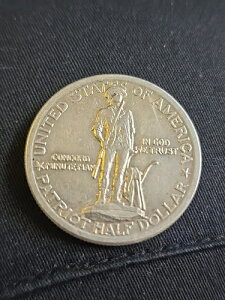 UNITED STATES OF AMERICA
IN GOD
WE TRUST
CONCORD
MINUTE-MAN
PATRIOT HALF DOLLAR